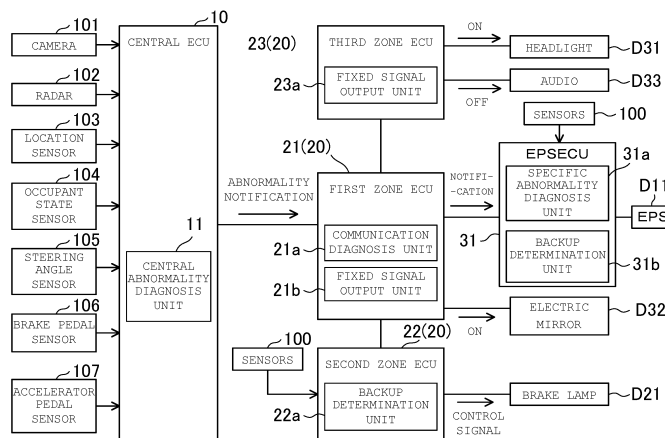 101
CAMERA
102
RADAR
103
LOCATION
SENSOR
104
OCCUPANT
STATE
SENSOR
105
STEERING
ANGLE
SENSOR
106
BRAKE PEDAL
SENSOR
107
ACCELERATOR
PEDAL
SENSOR
10
CENTRAL ECU
11
CENTRAL
ABNORMALITY
DIAGNOSIS
UNIT
ABNORMALITY
NOTIFICATION
23(20)
THIRD ZONE ECU
23a
FIXED SIGNAL
OUTPUT UNIT
ON
HEADLIGHT
D31
AUDIO
D33
OFF
21(20)
FIRST ZONE ECU
21a
COMMUNICATION
DIAGNOSIS UNIT
21b
FIXED SIGNAL
OUTPUT UNIT
NOTIFI-
-CATION
SENSORS
100
EPSECU
31a
SPECIFIC
ABNORMALITY
DIAGNOSIS
UNIT
31
BACKUP
DETERMINATION
UNIT
31b
D11
EPS
ELECTRIC
MIRROR
D32
ON
22(20)
SECOND ZONE ECU
100
SENSORS
22a
BACKUP
DETERMINATION
UNIT
BRAKE LAMP
D21
CONTROL
SIGNAL